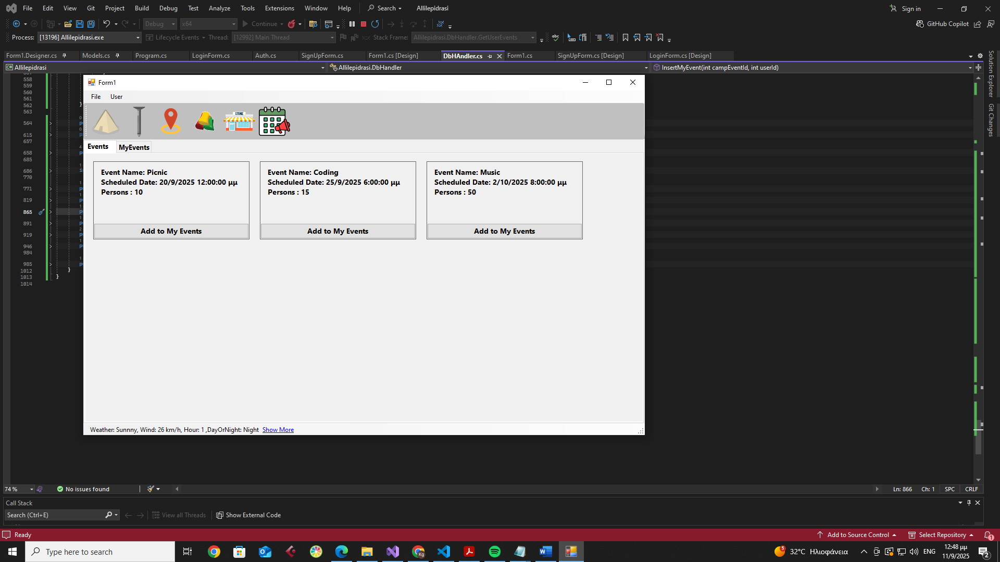 File Edit View Git Project Build Debug Test Analyze Tools Extensions Window Help Search Allilepidrasi Sign in
Debug x64 Continue GitHub Copilot
Process: [13196] Allilepidrasi.exe Lifecycle Events Thread: [12992] Main Thread Stack Frame: Allilepidrasi.DbHandler.GetUserEvents
Form1.Designer.cs Models.cs Program.cs LoginForm.cs Auth.cs SignUpForm.cs Form1.cs [Design] DbHAndler.cs Form1.cs SignUpForm.cs [Design] LoginForm.cs [Design]
Allilepidrasi Allilepidrasi.DbHandler InsertMyEvent(int campEventId, int userId)
Solution Explorer
Git Changes
558
559
560
561
562 }
563
564
615
657
658
685
686
770
771
819
865
891
919
946
984
985
1012 }
1013 }
1014
Form1
File User
STORE
Events MyEvents
Event Name: Picnic
Scheduled Date: 20/9/2025 12:00:00 μμ
Persons : 10
Add to My Events
Event Name: Coding
Scheduled Date: 25/9/2025 6:00:00 μμ
Persons : 15
Add to My Events
Event Name: Music
Scheduled Date: 2/10/2025 8:00:00 μμ
Persons : 50
Add to My Events
Weather: Sunnny, Wind: 26 km/h, Hour: 1 ,DayOrNight: Night Show More
74 % No issues found Ln: 866 Ch: 1 SPC CRLF
Call Stack
Search (Ctrl+E) View all Threads Show External Code
Ready Add to Source Control Select Repository 1
Type here to search 5 32°C Ηλιοφάνεια ENG 12:48 μμ
11/9/2025 2